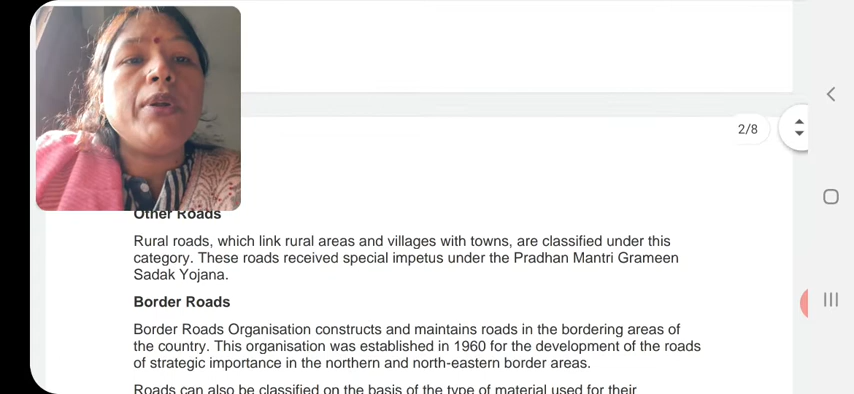 2/8
Other Roads
Rural roads, which link rural areas and villages with towns, are classified under this
category. These roads received special impetus under the Pradhan Mantri Grameen
Sadak Yojana.
Border Roads
Border Roads Organisation constructs and maintains roads in the bordering areas of
the country. This organisation was established in 1960 for the development of the roads
of strategic importance in the northern and north-eastern border areas.
Roads can also be classified on the basis of the type of material used for their